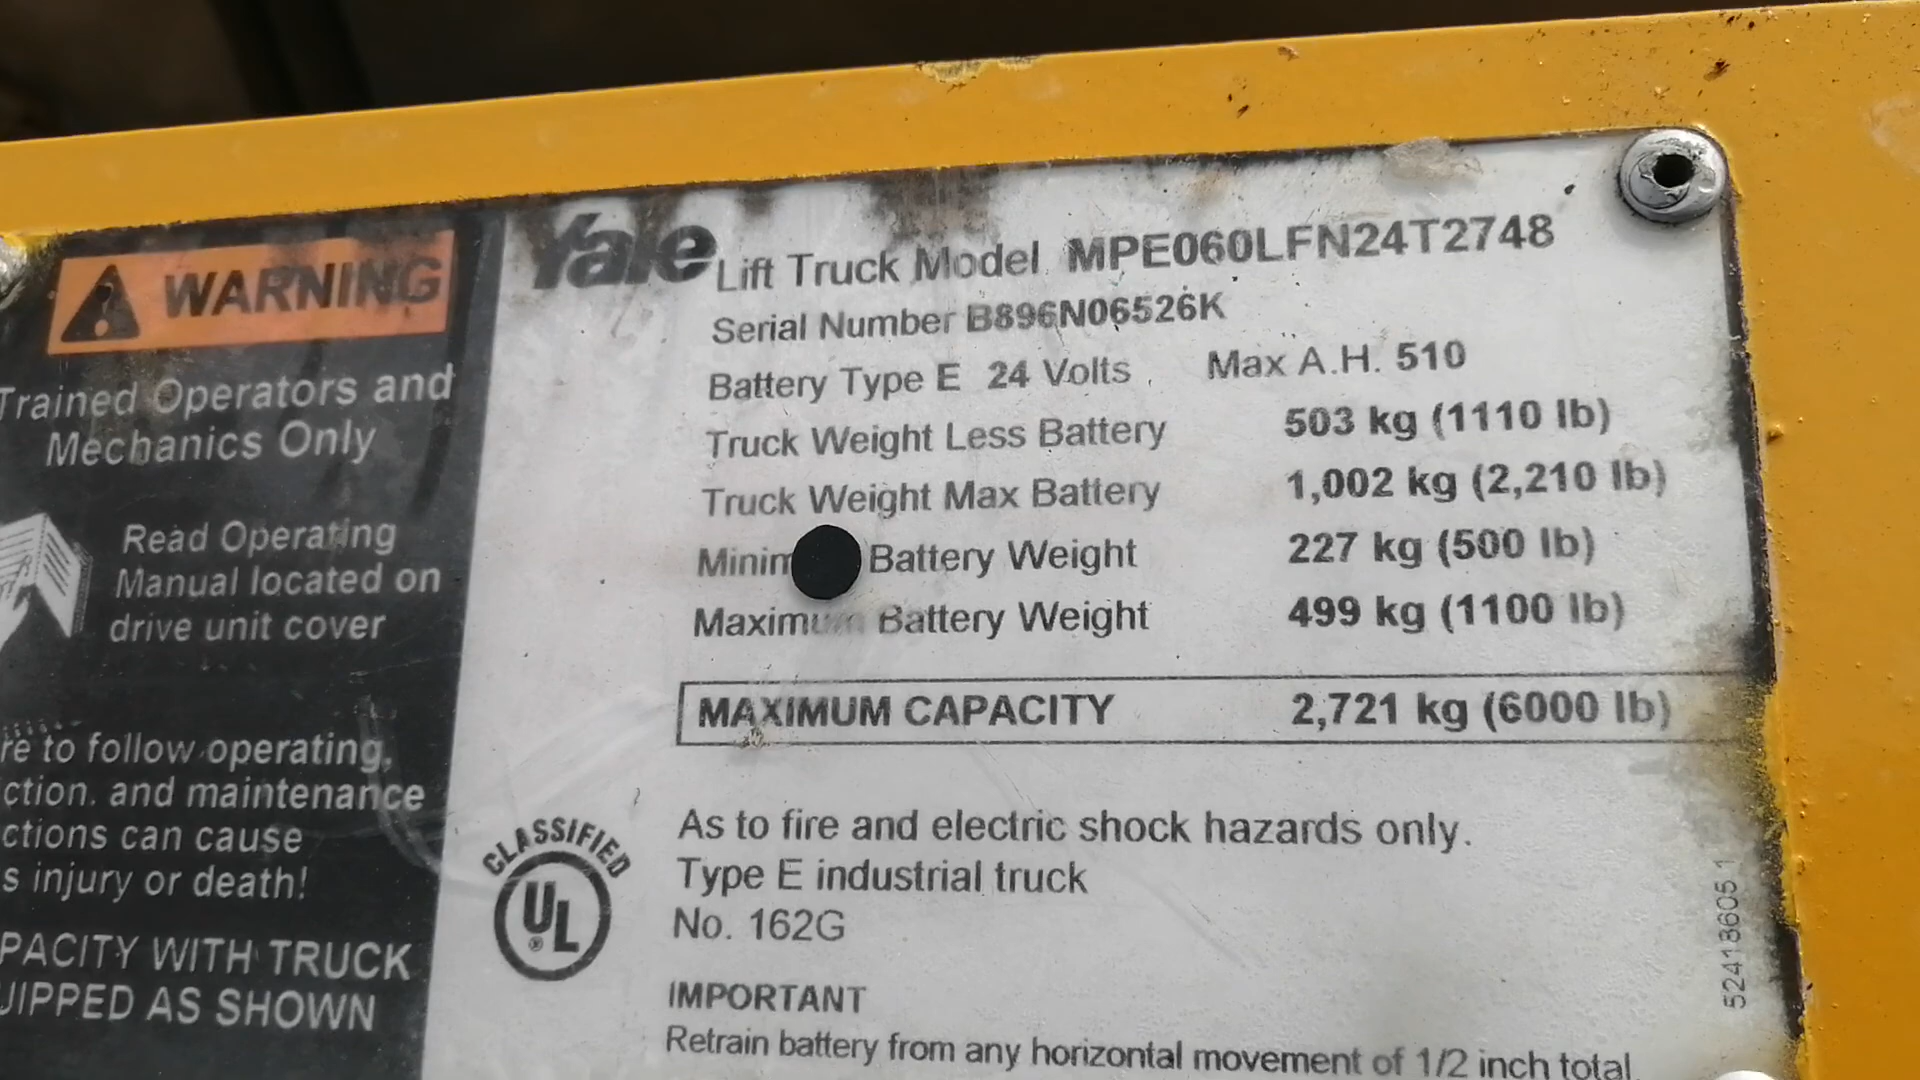 WARNING
Trained Operators and
Mechanics Only
Read Operating
Manual located on
drive unit cover
re to follow operating,
ction. and maintenance
ctions can cause
s injury or death!
PACITY WITH TRUCK
UIPPED AS SHOWN
Yale Lift Truck Model MPE060LFN24T2748
Serial Number B896N06526K
Battery Type E 24 Volts Max A.H. 510
Truck Weight Less Battery 503 kg (1110 lb)
Truck Weight Max Battery 1,002 kg (2,210 lb)
Minim Battery Weight 227 kg (500 lb)
Maximum Battery Weight 499 kg (1100 lb)
MAXIMUM CAPACITY 2,721 kg (6000 lb)
CLASSIFIED
UL®
As to fire and electric shock hazards only.
Type E industrial truck
No. 162G
IMPORTANT
Retrain battery from any horizontal movement of 1/2 inch total.
524186051